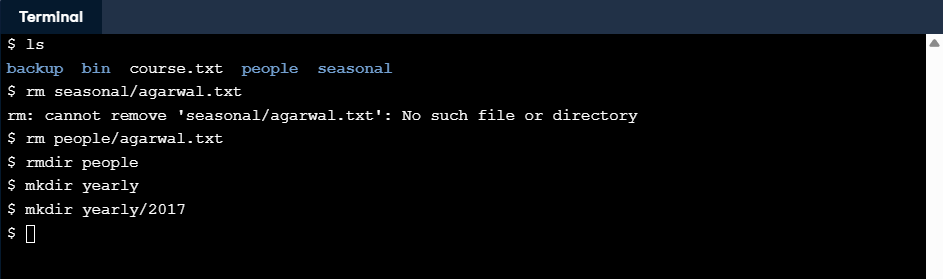 Terminal
$ ls
backup  bin  course.txt  people  seasonal
$ rm seasonal/agarwal.txt
rm: cannot remove 'seasonal/agarwal.txt': No such file or directory
$ rm people/agarwal.txt
$ rmdir people
$ mkdir yearly
$ mkdir yearly/2017
$